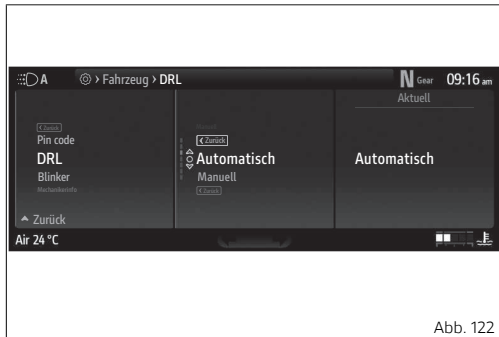 A Fahrzeug > DRL N Gear 09:16 am
Aktuell
Zurück
Pin code
DRL
Blinker
Mechanikerinfo
Zurück
Zurück
Automatisch
Manuell
Zurück
Automatisch
Air 24 °C
Abb. 122